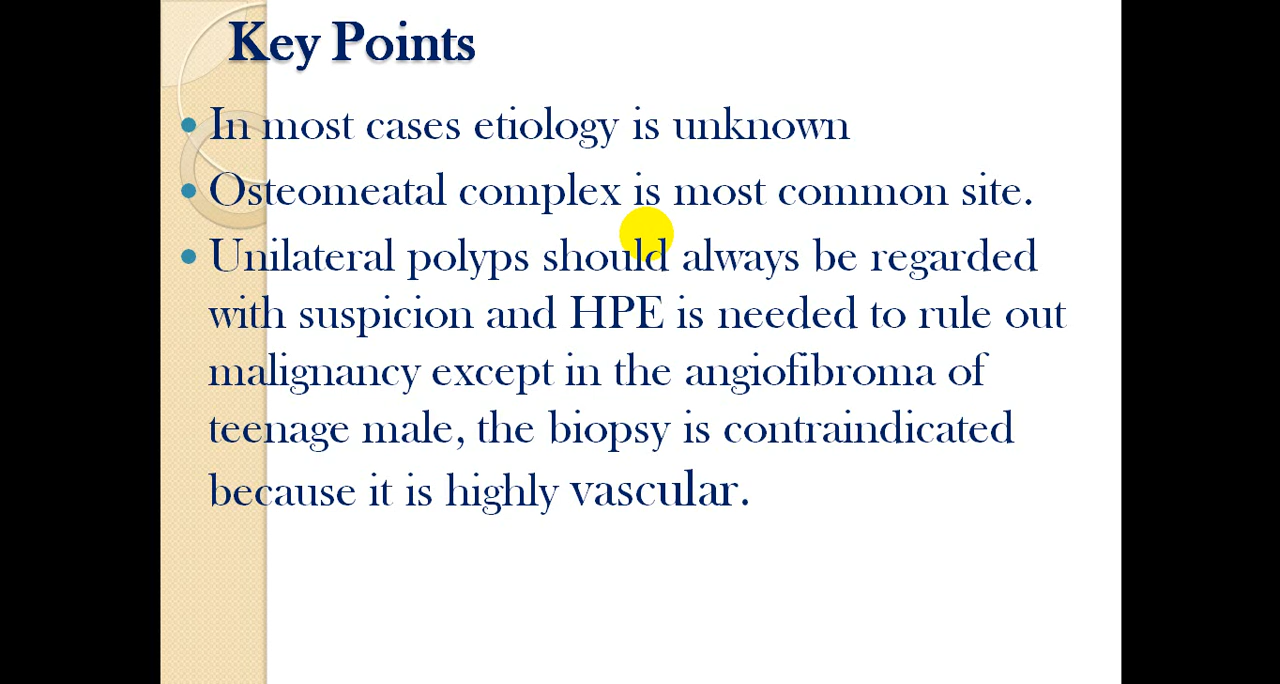 Key Points
• In most cases etiology is unknown
• Osteomeatal complex is most common site.
• Unilateral polyps should always be regarded
with suspicion and HPE is needed to rule out
malignancy except in the angiofibroma of
teenage male, the biopsy is contraindicated
because it is highly vascular.